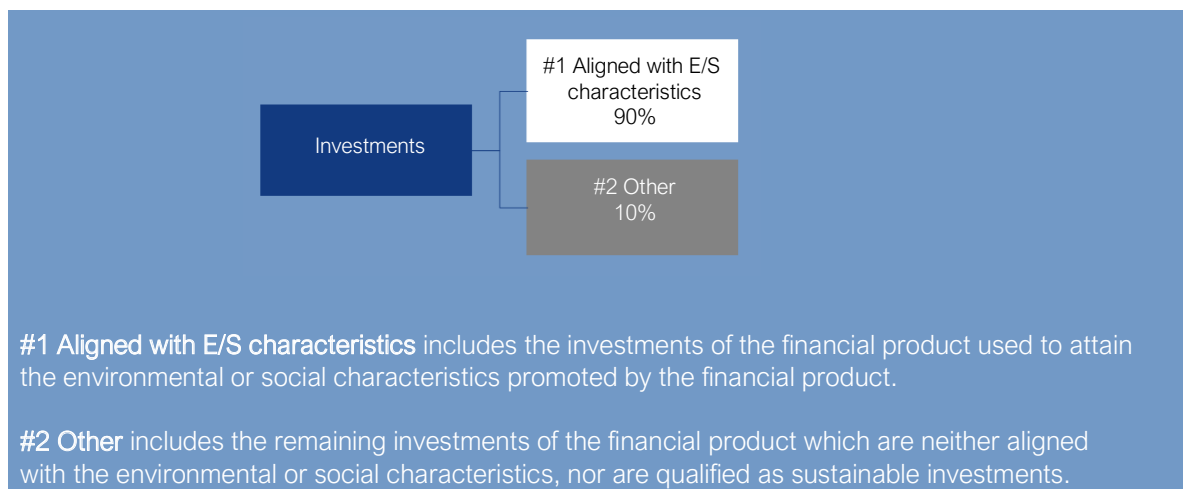 #1 Aligned with E/S
characteristics
90%
Investments
#2 Other
10%
#1 Aligned with E/S characteristics includes the investments of the financial product used to attain
the environmental or social characteristics promoted by the financial product.
#2 Other includes the remaining investments of the financial product which are neither aligned
with the environmental or social characteristics, nor are qualified as sustainable investments.